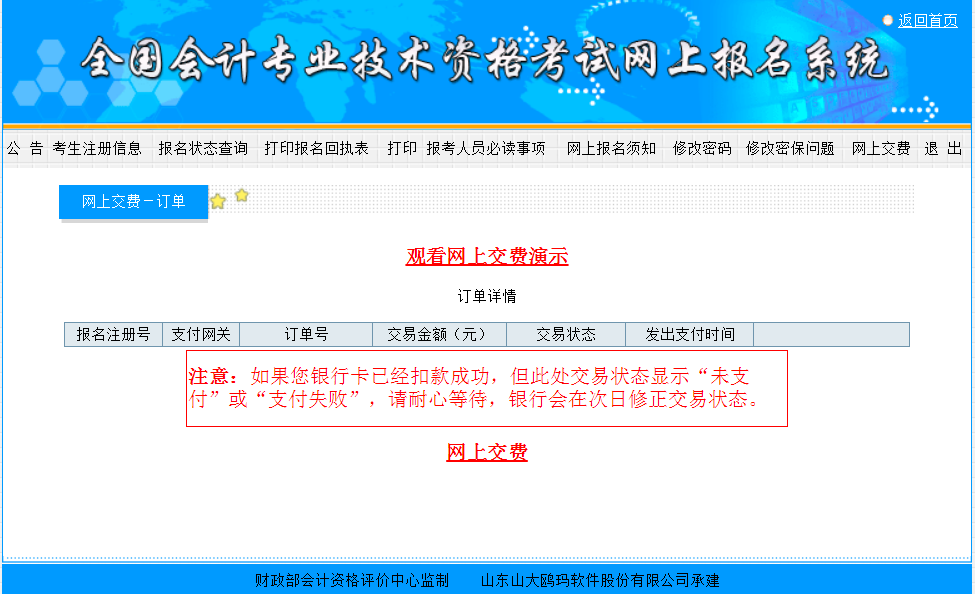 返回首页
全国会计专业技术资格考试网上报名系统
公 告 考生注册信息 报名状态查询 打印报名回执表 打印 报考人员必读事项 网上报名须知 修改密码 修改密保问题 网上交费 退 出
网上交费－订单
观看网上交费演示
订单详情
报名注册号 支付网关 订单号 交易金额（元） 交易状态 发出支付时间
注意：如果您银行卡已经扣款成功，但此处交易状态显示“未支
付”或“支付失败”，请耐心等待，银行会在次日修正交易状态。
网上交费
财政部会计资格评价中心监制 山东山大鸥玛软件股份有限公司承建